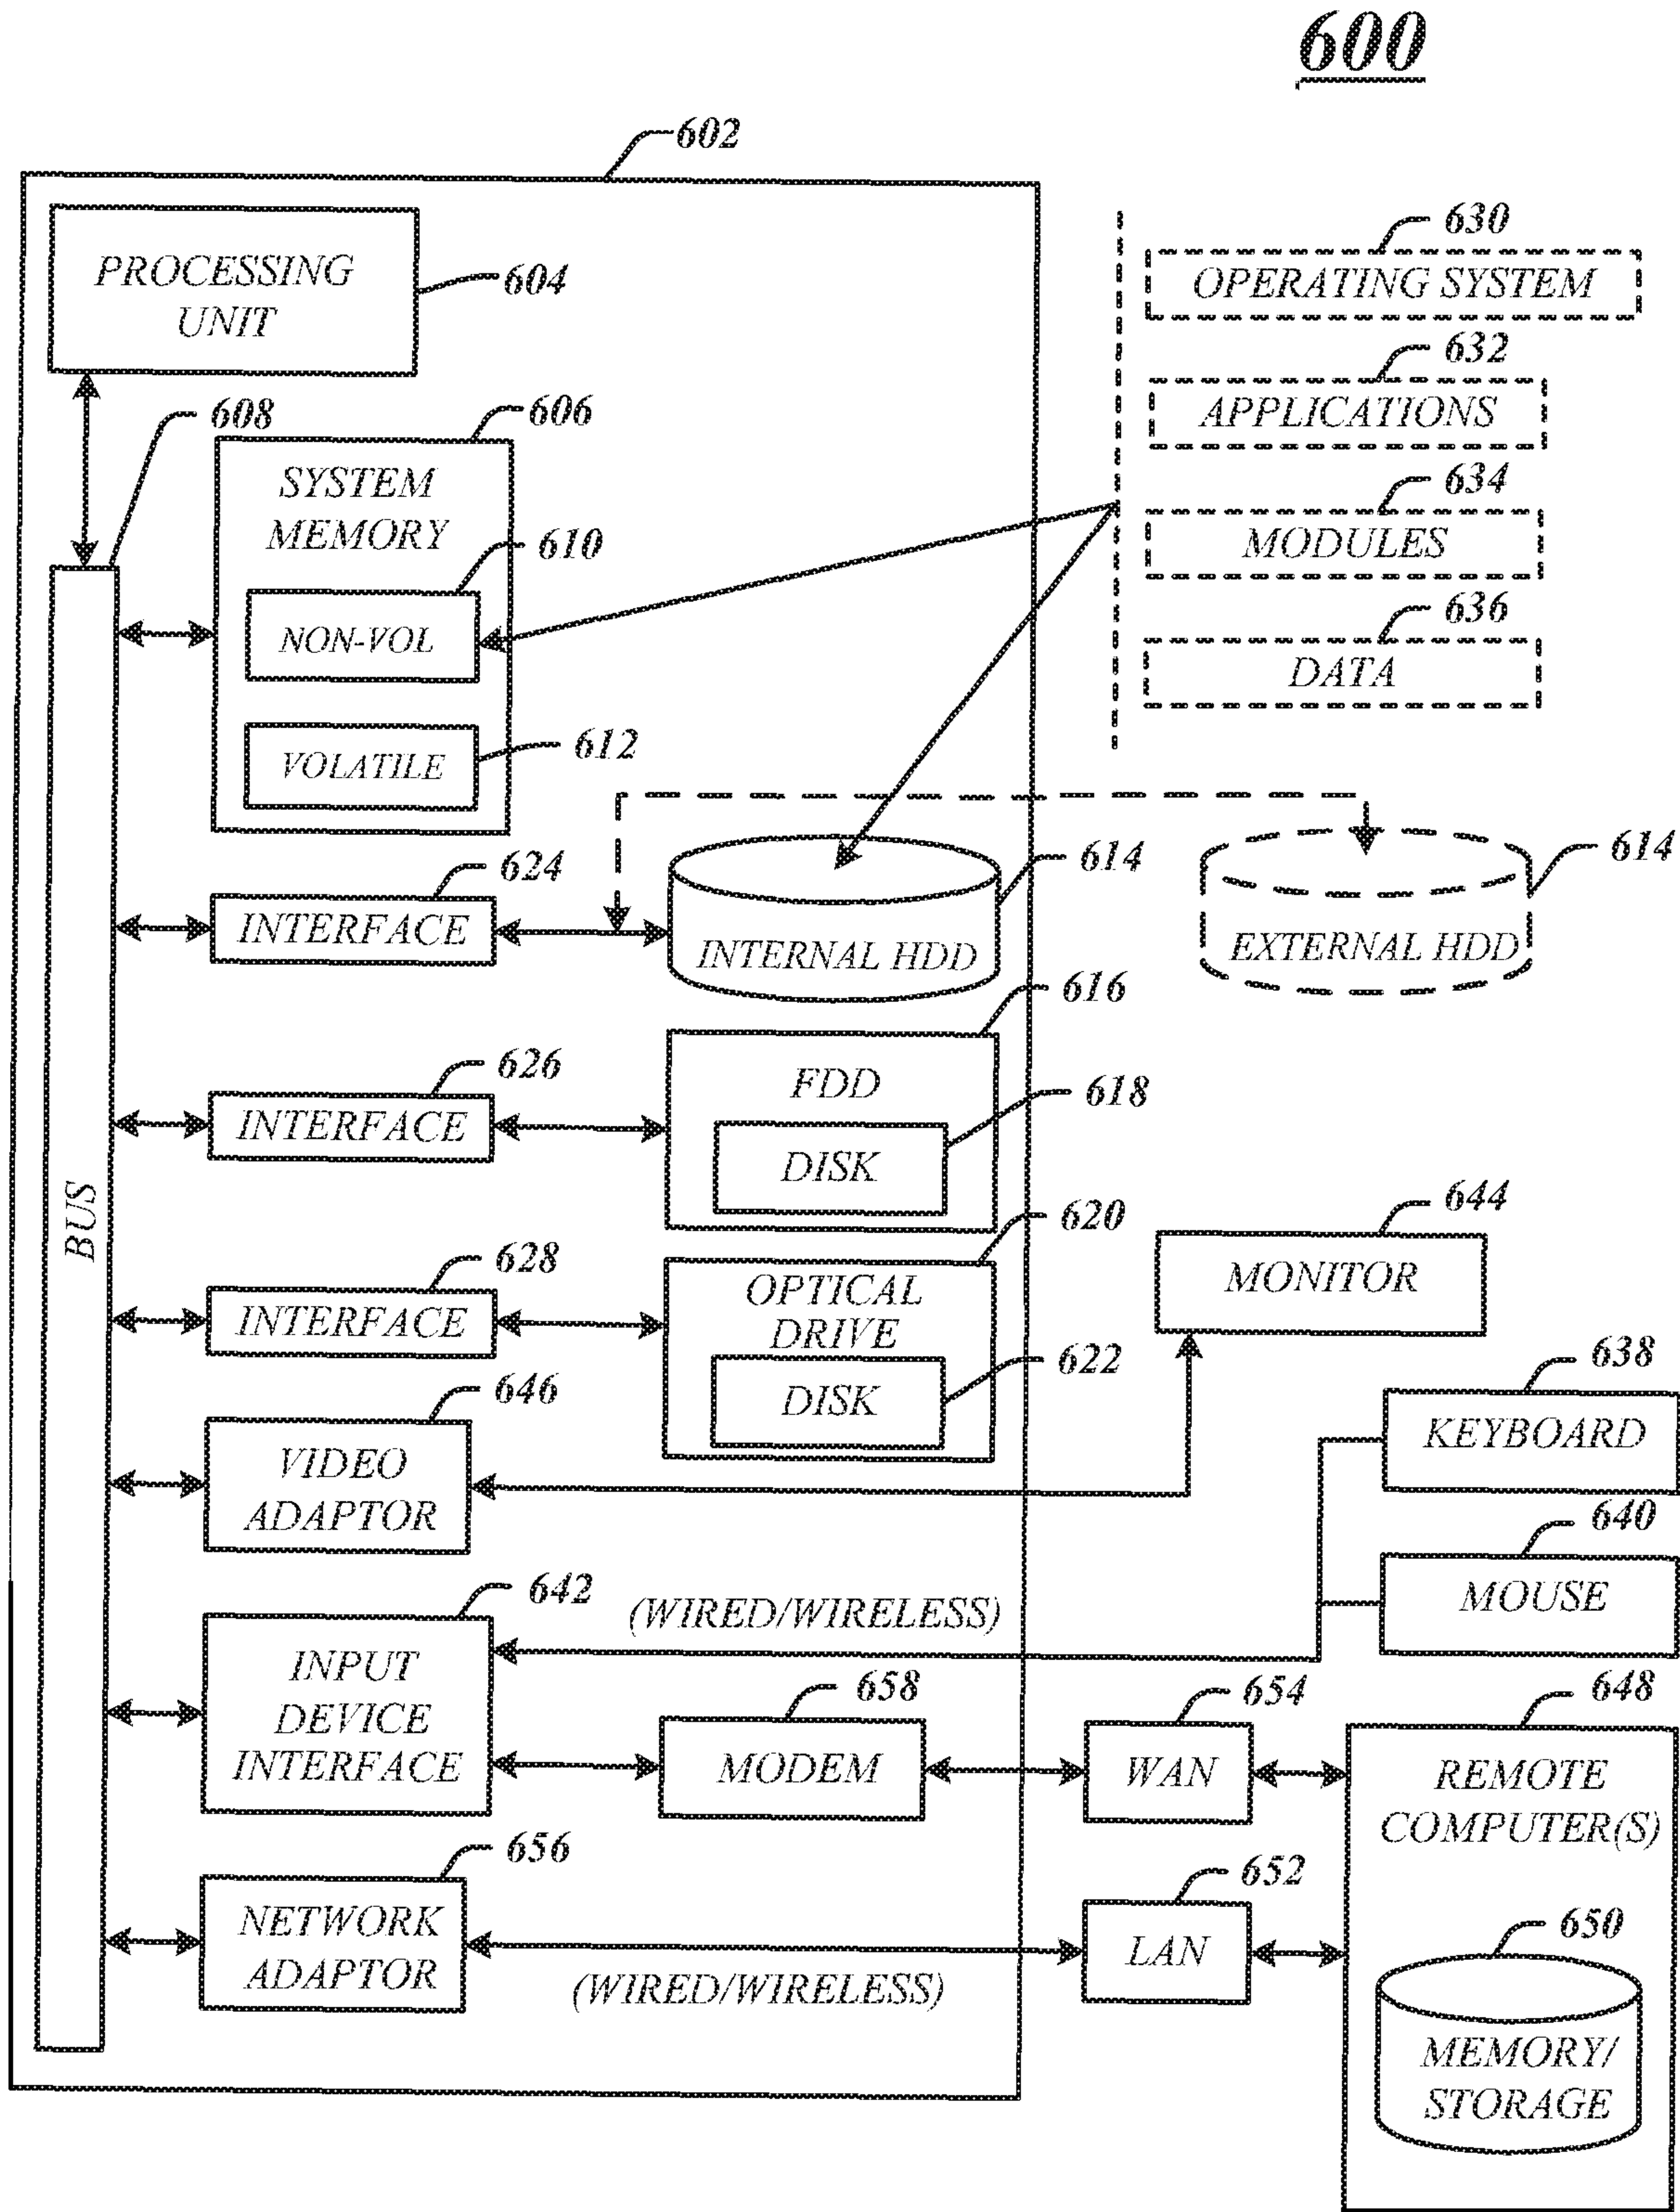 600
602
PROCESSING
UNIT
604
630
OPERATING SYSTEM
632
APPLICATIONS
634
MODULES
636
DATA
608
606
SYSTEM
MEMORY
610
NON-VOL
612
VOLATILE
624
INTERFACE
614
INTERNAL HDD
614
EXTERNAL HDD
616
FDD
626
INTERFACE
618
DISK
BUS
620
OPTICAL
DRIVE
628
INTERFACE
622
DISK
644
MONITOR
646
VIDEO
ADAPTOR
638
KEYBOARD
640
MOUSE
642
INPUT
DEVICE
INTERFACE
(WIRED/WIRELESS)
658
MODEM
654
WAN
648
REMOTE
COMPUTER(S)
656
NETWORK
ADAPTOR
(WIRED/WIRELESS)
652
LAN
650
MEMORY/
STORAGE